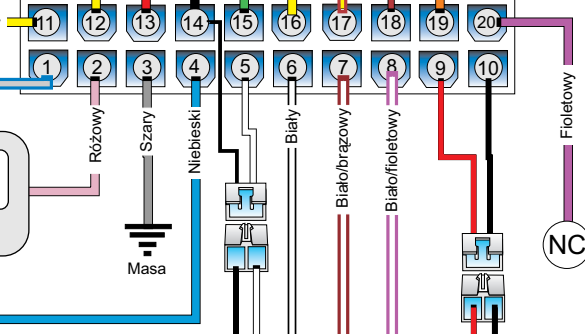 11 12 13 14 15 16 17 18 19 20
1 2 3 4 5 6 7 8 9 10
Różowy
Szary
Niebieski
Biały
Biało/brązowy
Biało/fioletowy
Fioletowy
NC
Masa